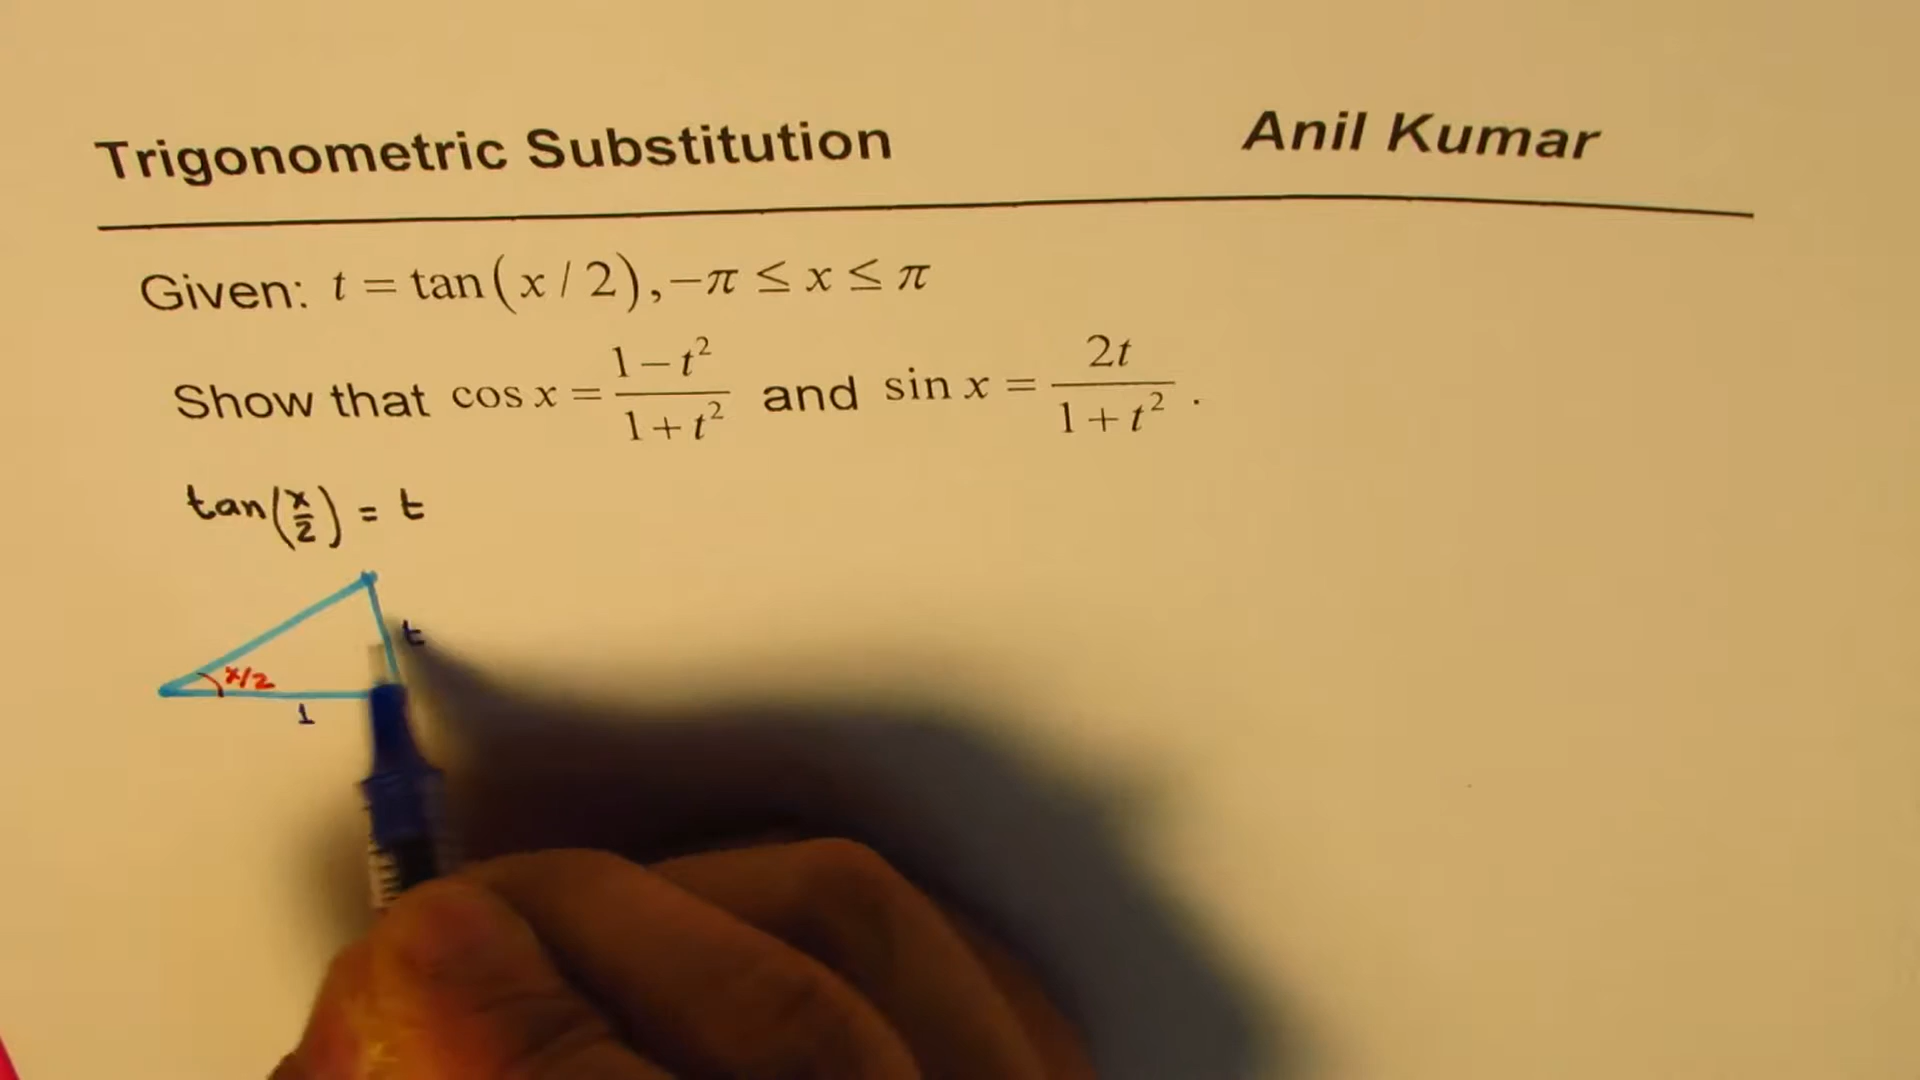 Trigonometric Substitution Anil Kumar
Given: t = tan(x / 2), −π ≤ x ≤ π
Show that cos x = (1 − t²)/(1 + t²) and sin x = 2t/(1 + t²) .
tan(x/2) = t
t
x/2
1